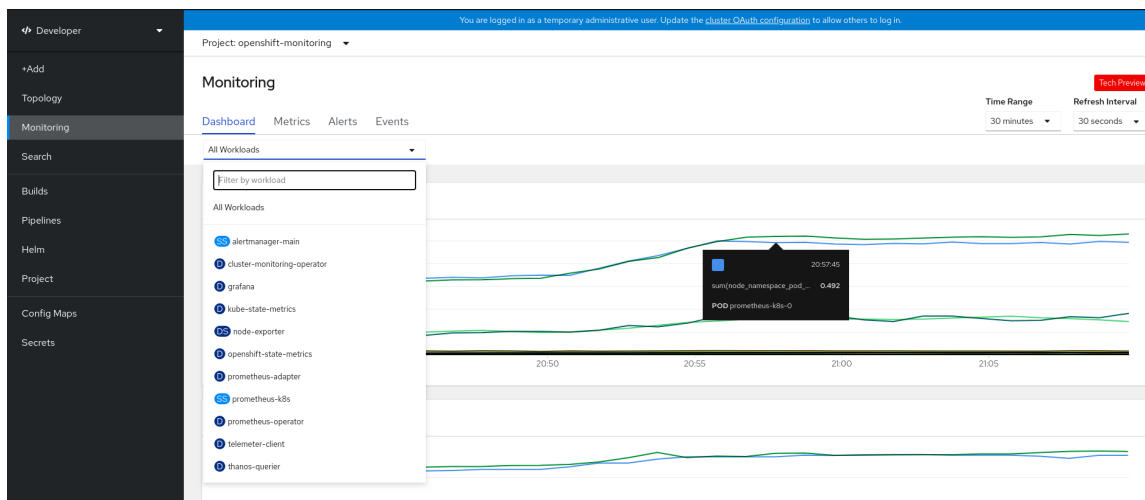 You are logged in as a temporary administrative user. Update the cluster OAuth configuration to allow others to log in.
Developer
Project: openshift-monitoring
+Add
Topology
Monitoring
Search
Builds
Pipelines
Helm
Project
Config Maps
Secrets
Monitoring
Tech Preview
Time Range
Refresh Interval
Dashboard Metrics Alerts Events
30 minutes
30 seconds
All Workloads
Filter by workload
All Workloads
SS alertmanager-main
D cluster-monitoring-operator
D grafana
D kube-state-metrics
DS node-exporter
D openshift-state-metrics
D prometheus-adapter
SS prometheus-k8s
D prometheus-operator
D telemeter-client
D thanos-querier
20:57:45
sum(node_namespace_pod_... 0.492
POD prometheus-k8s-0
20:50 20:55 21:00 21:05